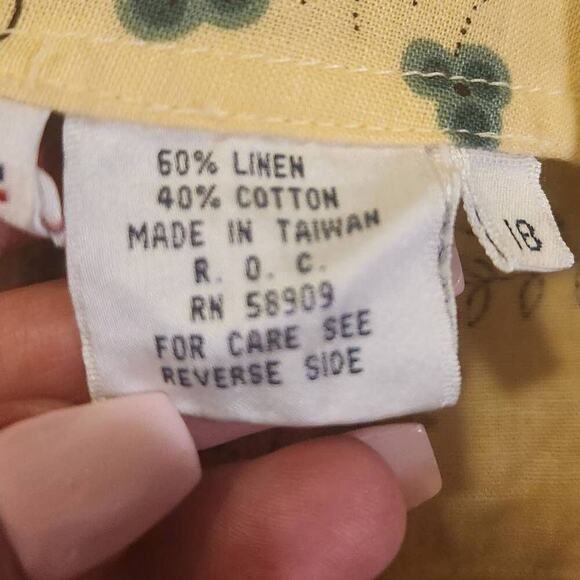 60% LINEN
40% COTTON
MADE IN TAIWAN
R. O. C.
RN 58909
FOR CARE SEE
REVERSE SIDE
18